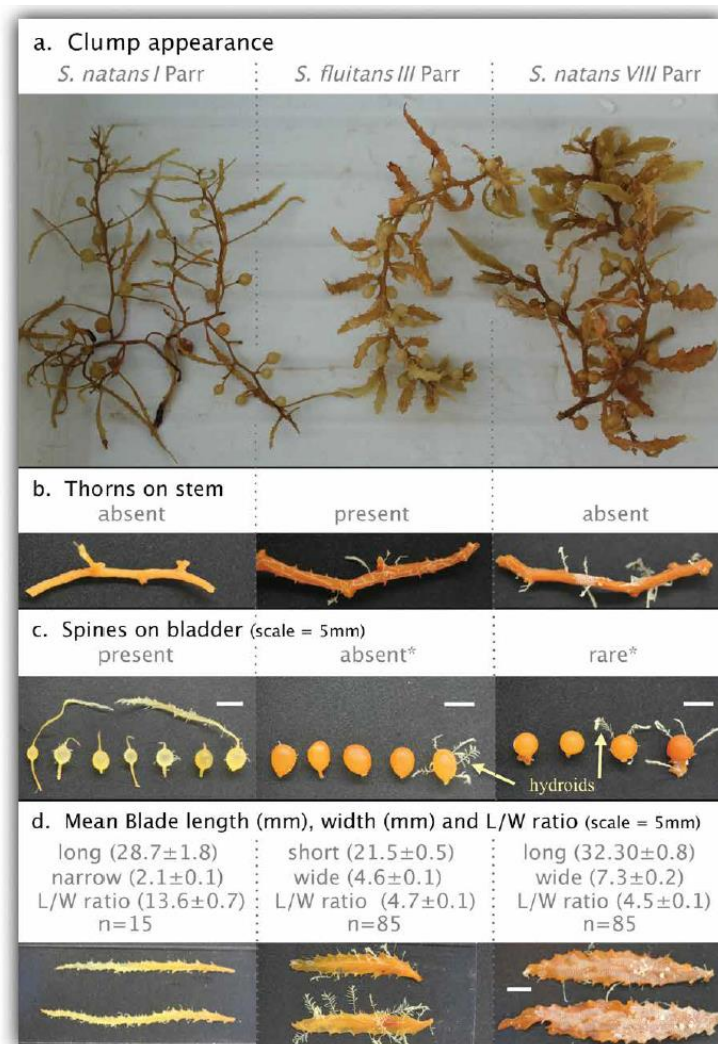 a. Clump appearance
S. natans I Parr
S. fluitans III Parr
S. natans VIII Parr
b. Thorns on stem
absent
present
absent
c. Spines on bladder (scale = 5mm)
present
absent*
rare*
hydroids
d. Mean Blade length (mm), width (mm) and L/W ratio (scale = 5mm)
long (28.7±1.8)
narrow (2.1±0.1)
L/W ratio (13.6±0.7)
n=15
short (21.5±0.5)
wide (4.6±0.1)
L/W ratio (4.7±0.1)
n=85
long (32.30±0.8)
wide (7.3±0.2)
L/W ratio (4.5±0.1)
n=85